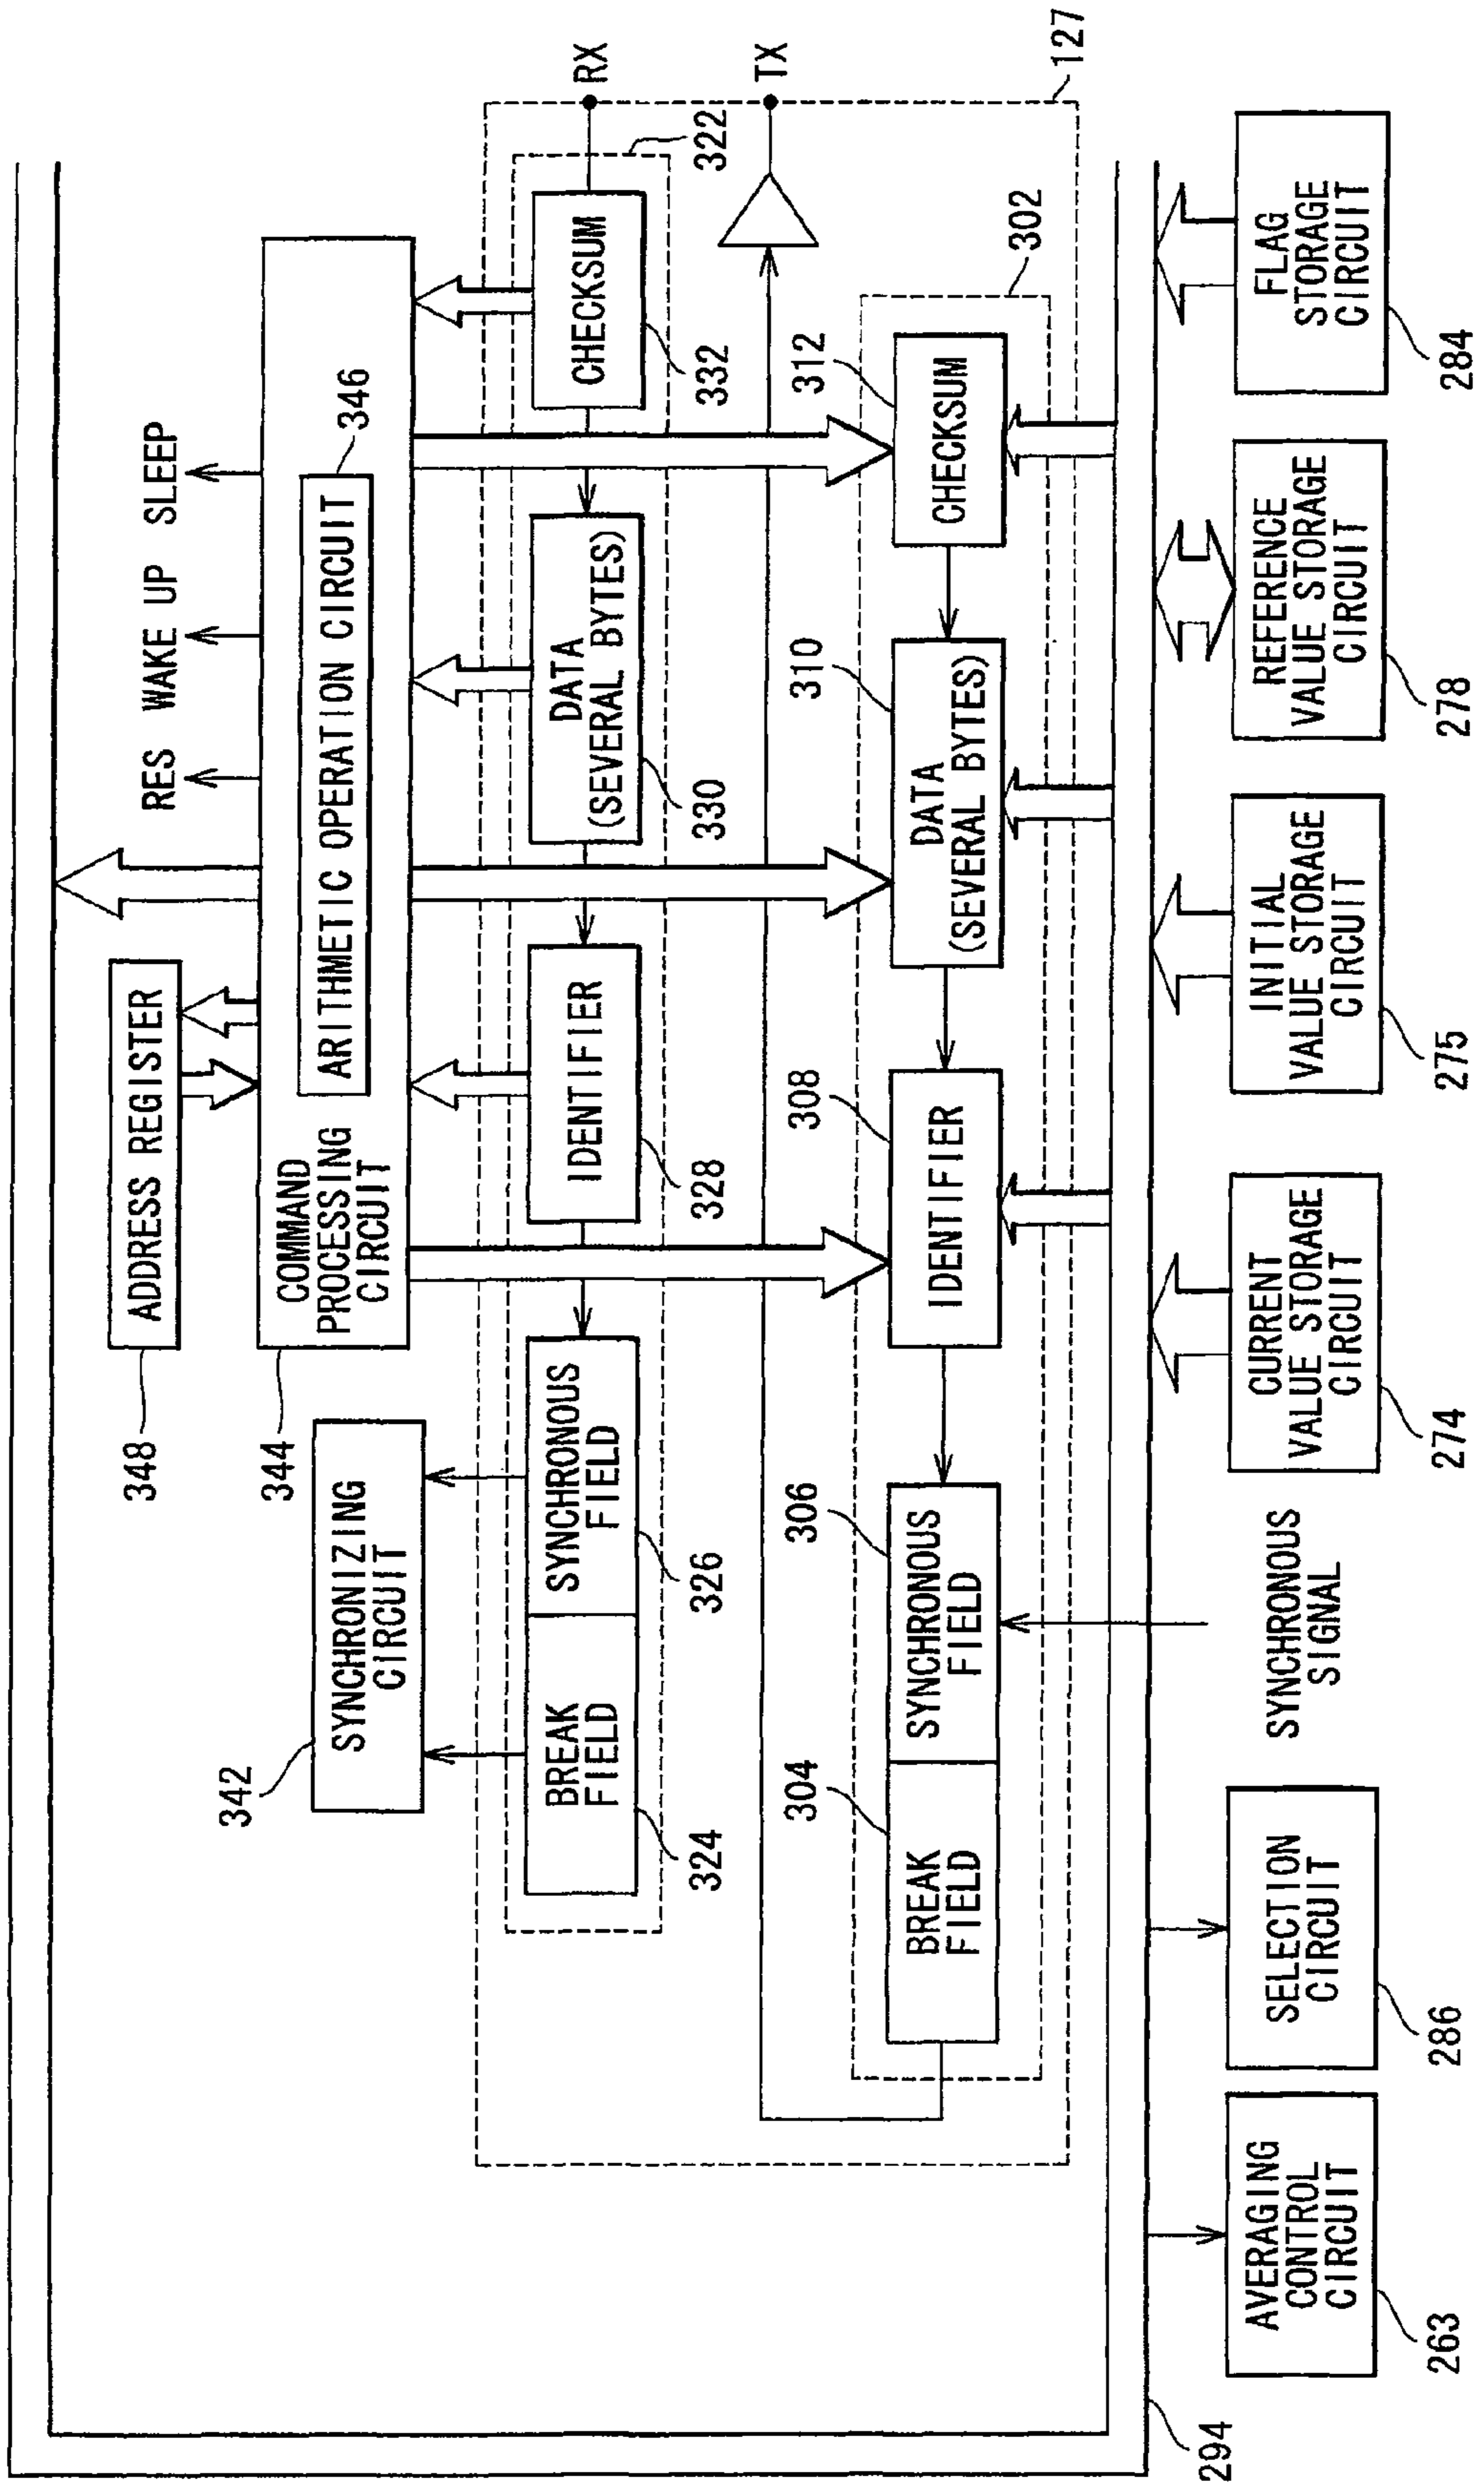 348
ADDRESS REGISTER
RES
WAKE UP
SLEEP
344
COMMAND
PROCESSING
CIRCUIT
ARITHMETIC OPERATION CIRCUIT
346
342
SYNCHRONIZING
CIRCUIT
BREAK
FIELD
324
SYNCHRONOUS
FIELD
326
IDENTIFIER
328
DATA
(SEVERAL BYTES)
330
CHECKSUM
332
322
RX
TX
304
BREAK
FIELD
306
SYNCHRONOUS
FIELD
308
IDENTIFIER
310
DATA
(SEVERAL BYTES)
312
CHECKSUM
302
127
294
AVERAGING
CONTROL
CIRCUIT
263
SELECTION
CIRCUIT
286
SYNCHRONOUS
SIGNAL
CURRENT
VALUE STORAGE
CIRCUIT
274
INITIAL
VALUE STORAGE
CIRCUIT
275
REFERENCE
VALUE STORAGE
CIRCUIT
278
FLAG
STORAGE
CIRCUIT
284